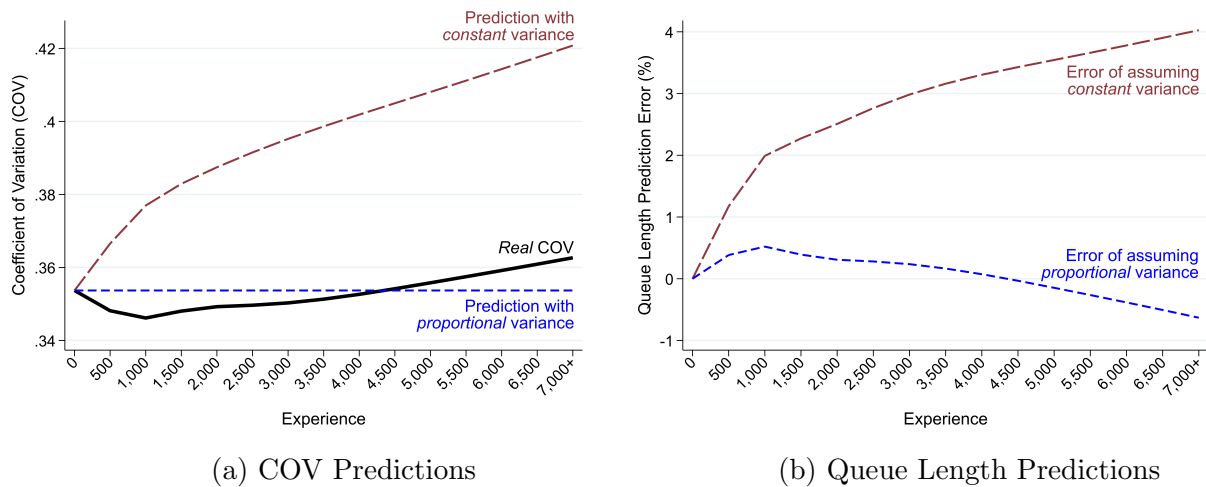 Prediction with
constant variance
.42
.4
.38
.36
.34
Coefficient of Variation (COV)
Real COV
Prediction with
proportional variance
0
500
1,000
1,500
2,000
2,500
3,000
3,500
4,000
4,500
5,000
5,500
6,000
6,500
7,000+
Experience
(a) COV Predictions
4
3
2
1
0
-1
Queue Length Prediction Error (%)
Error of assuming
constant variance
Error of assuming
proportional variance
0
500
1,000
1,500
2,000
2,500
3,000
3,500
4,000
4,500
5,000
5,500
6,000
6,500
7,000+
Experience
(b) Queue Length Predictions